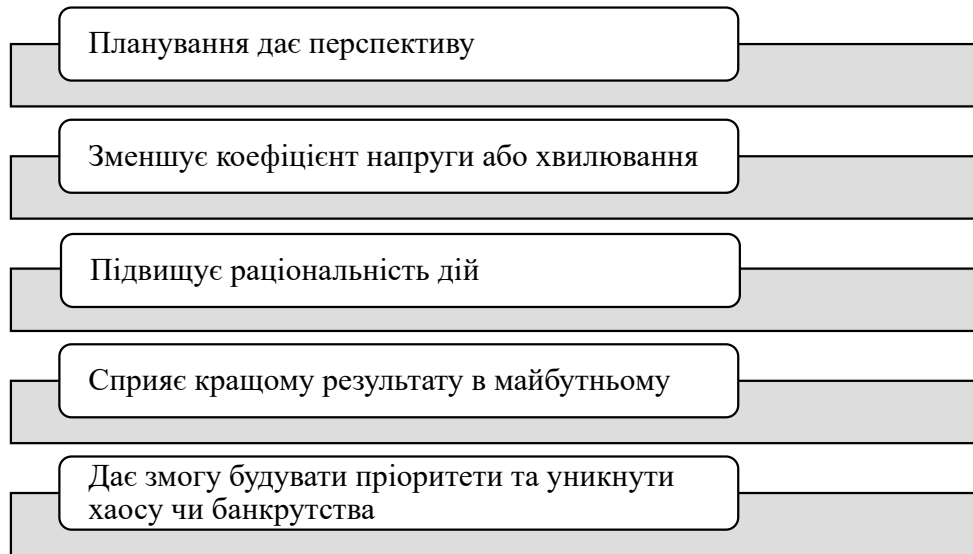 Планування дає перспективу
Зменшує коефіцієнт напруги або хвилювання
Підвищує раціональність дій
Сприяє кращому результату в майбутньому
Дає змогу будувати пріоритети та уникнути
хаосу чи банкрутства